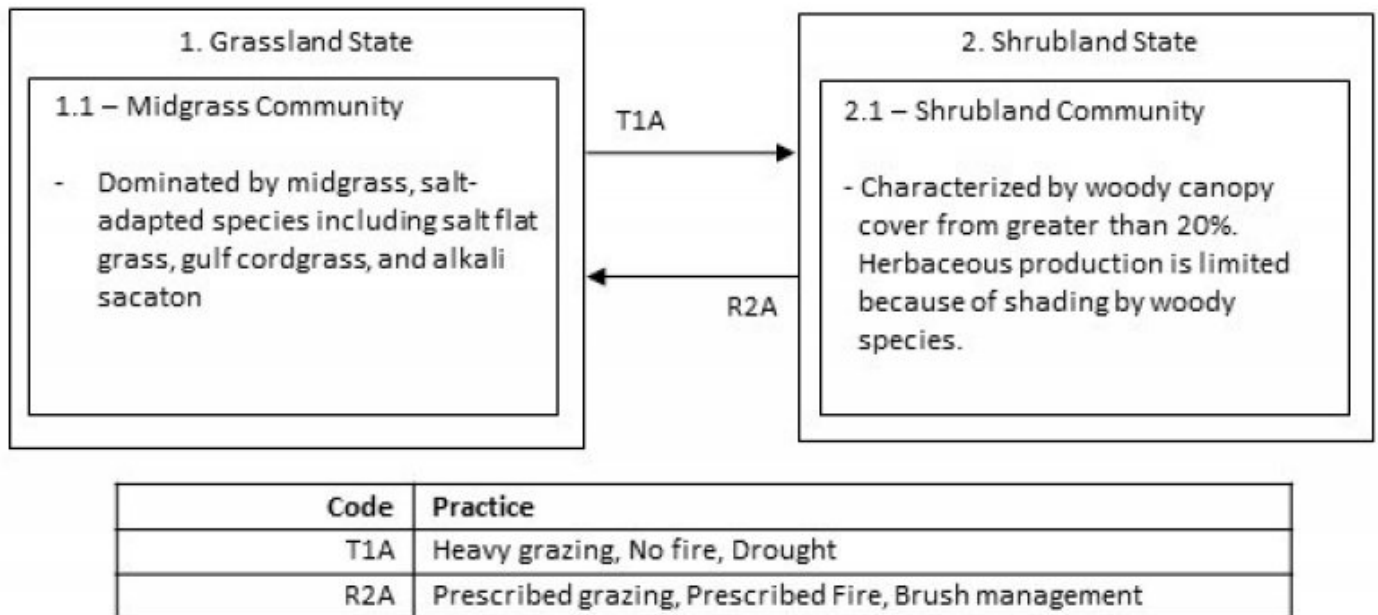 1. Grassland State
1.1 – Midgrass Community
- Dominated by midgrass, salt-
adapted species including salt flat
grass, gulf cordgrass, and alkali
sacaton
T1A
R2A
2. Shrubland State
2.1 – Shrubland Community
- Characterized by woody canopy
cover from greater than 20%.
Herbaceous production is limited
because of shading by woody
species.
Code Practice
T1A Heavy grazing, No fire, Drought
R2A Prescribed grazing, Prescribed Fire, Brush management